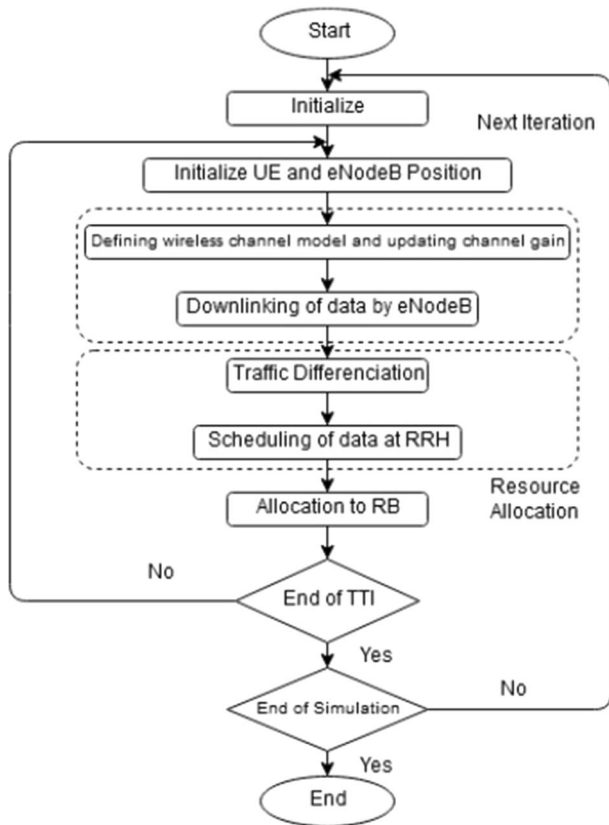 Start
Initialize
Next Iteration
Initialize UE and eNodeB Position
Defining wireless channel model and updating channel gain
Downlinking of data by eNodeB
Traffic Differenciation
Scheduling of data at RRH
Resource
Allocation
Allocation to RB
No
End of TTI
Yes
No
End of Simulation
Yes
End